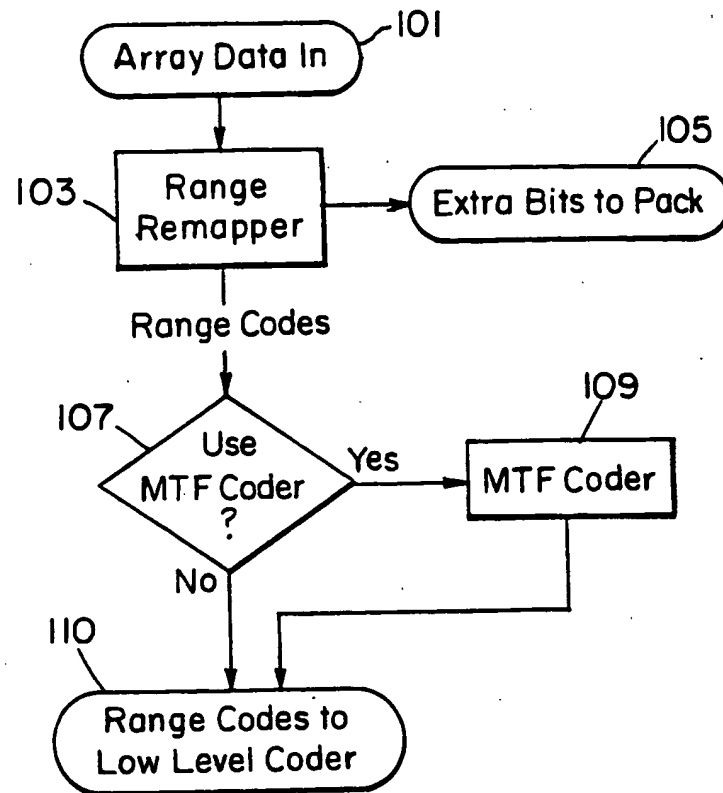 Array Data In
101
103
Range
Remapper
105
Extra Bits to Pack
Range Codes
107
Use
MTF Coder
?
Yes
109
MTF Coder
No
110
Range Codes to
Low Level Coder